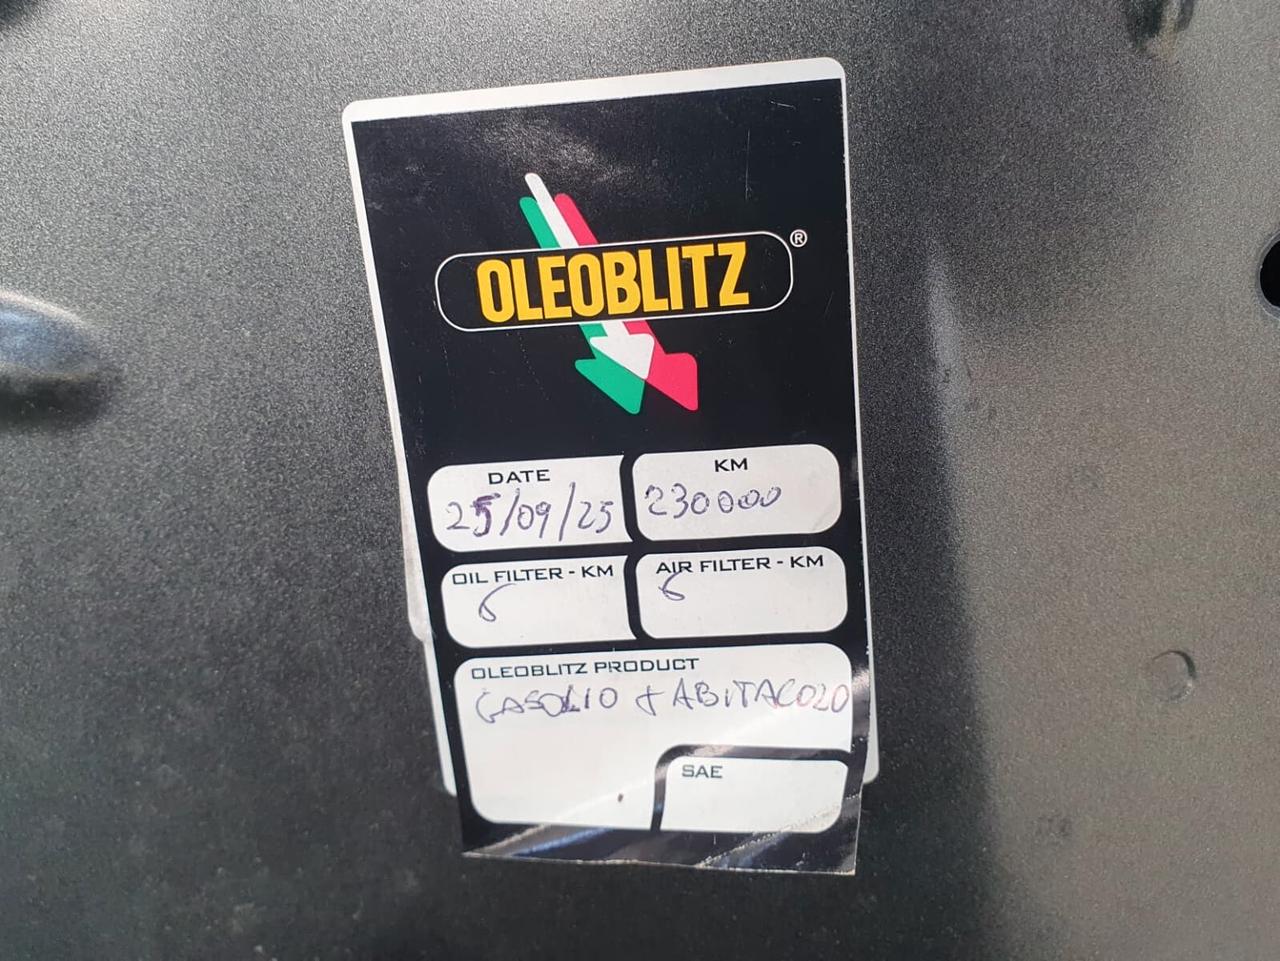 OLEOBLITZ®
DATE
25/09/25
KM
230000
OIL FILTER - KM
AIR FILTER - KM
OLEOBLITZ PRODUCT
GASOLIO + ABITACOLO
SAE